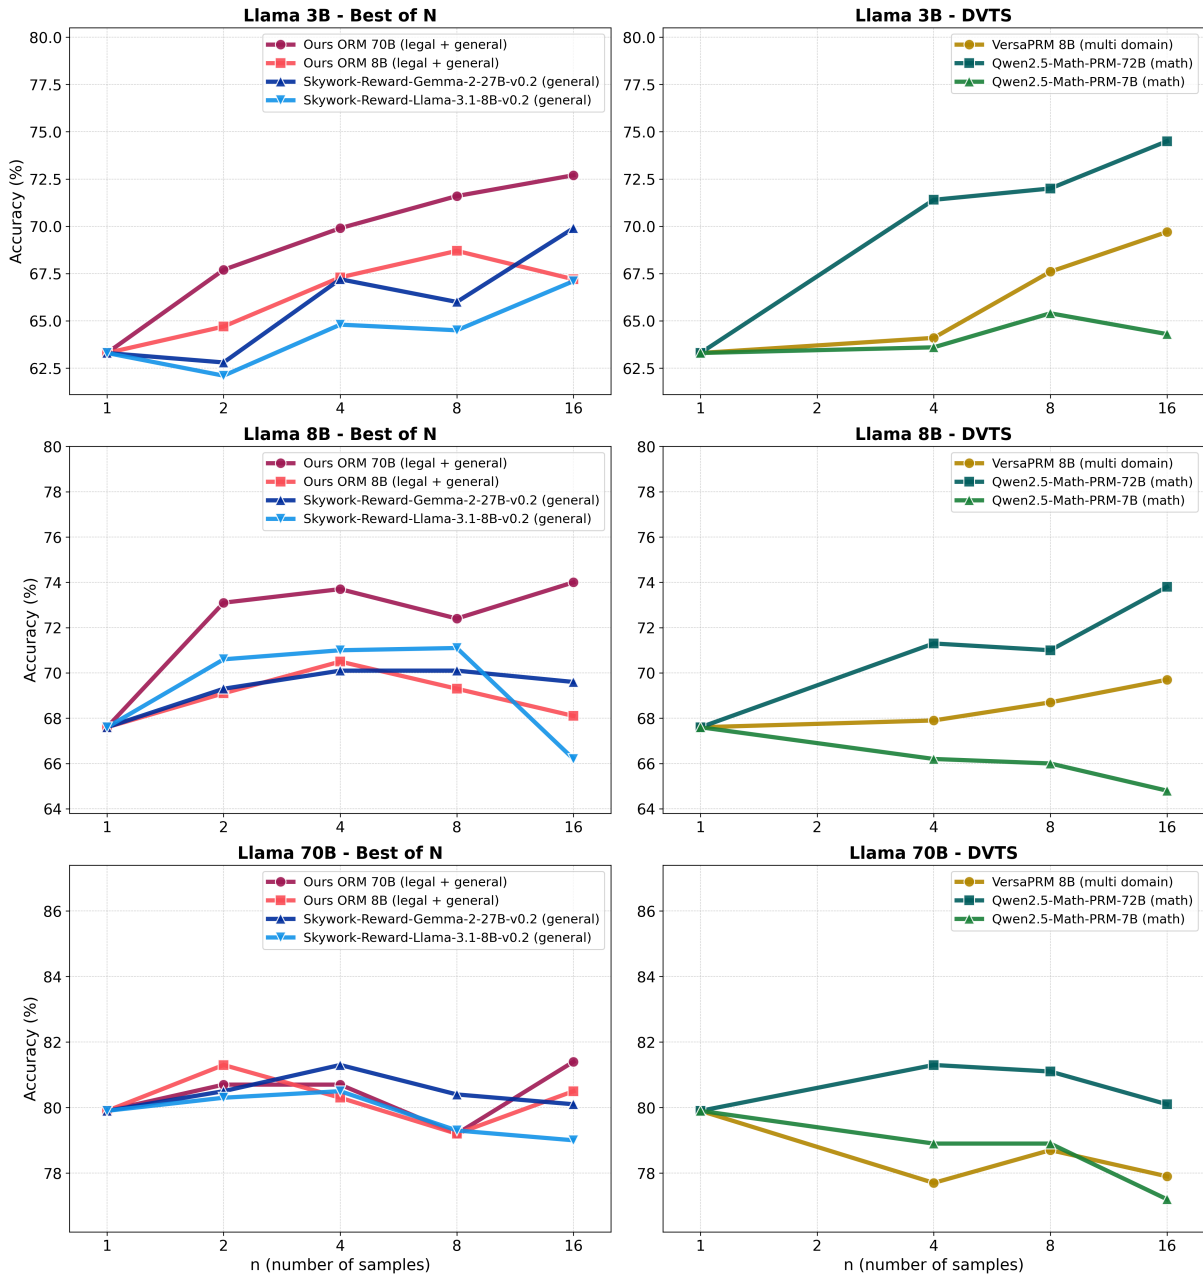 Llama 3B - Best of N
Ours ORM 70B (legal + general)
Ours ORM 8B (legal + general)
Skywork-Reward-Gemma-2-27B-v0.2 (general)
Skywork-Reward-Llama-3.1-8B-v0.2 (general)
Accuracy (%)
80.0
77.5
75.0
72.5
70.0
67.5
65.0
62.5
1 2 4 8 16
Llama 3B - DVTS
VersaPRM 8B (multi domain)
Qwen2.5-Math-PRM-72B (math)
Qwen2.5-Math-PRM-7B (math)
80.0
77.5
75.0
72.5
70.0
67.5
65.0
62.5
1 2 4 8 16
Llama 8B - Best of N
Ours ORM 70B (legal + general)
Ours ORM 8B (legal + general)
Skywork-Reward-Gemma-2-27B-v0.2 (general)
Skywork-Reward-Llama-3.1-8B-v0.2 (general)
Accuracy (%)
80
78
76
74
72
70
68
66
64
1 2 4 8 16
Llama 8B - DVTS
VersaPRM 8B (multi domain)
Qwen2.5-Math-PRM-72B (math)
Qwen2.5-Math-PRM-7B (math)
80
78
76
74
72
70
68
66
64
1 2 4 8 16
Llama 70B - Best of N
Ours ORM 70B (legal + general)
Ours ORM 8B (legal + general)
Skywork-Reward-Gemma-2-27B-v0.2 (general)
Skywork-Reward-Llama-3.1-8B-v0.2 (general)
Accuracy (%)
86
84
82
80
78
1 2 4 8 16
n (number of samples)
Llama 70B - DVTS
VersaPRM 8B (multi domain)
Qwen2.5-Math-PRM-72B (math)
Qwen2.5-Math-PRM-7B (math)
86
84
82
80
78
1 2 4 8 16
n (number of samples)